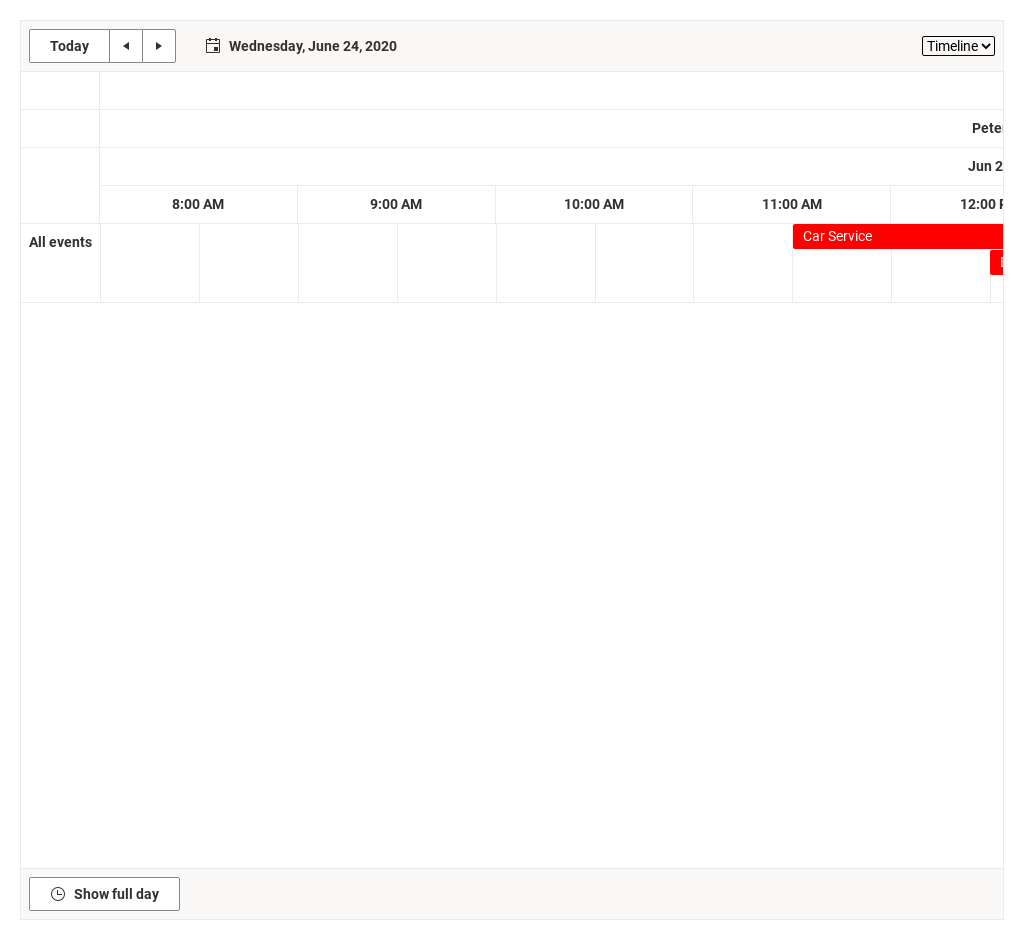 Today
Wednesday, June 24, 2020
Timeline
Jun 2
8:00 AM
9:00 AM
10:00 AM
11:00 AM
12:00
All events
Car Service
Show full day